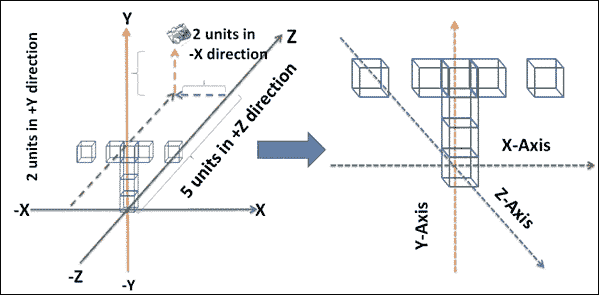 Y
2 units in
-X direction
Z
2 units in +Y direction
5 units in +Z direction
-X
X
-Z
-Y
X-Axis
Z-Axis
Y-Axis